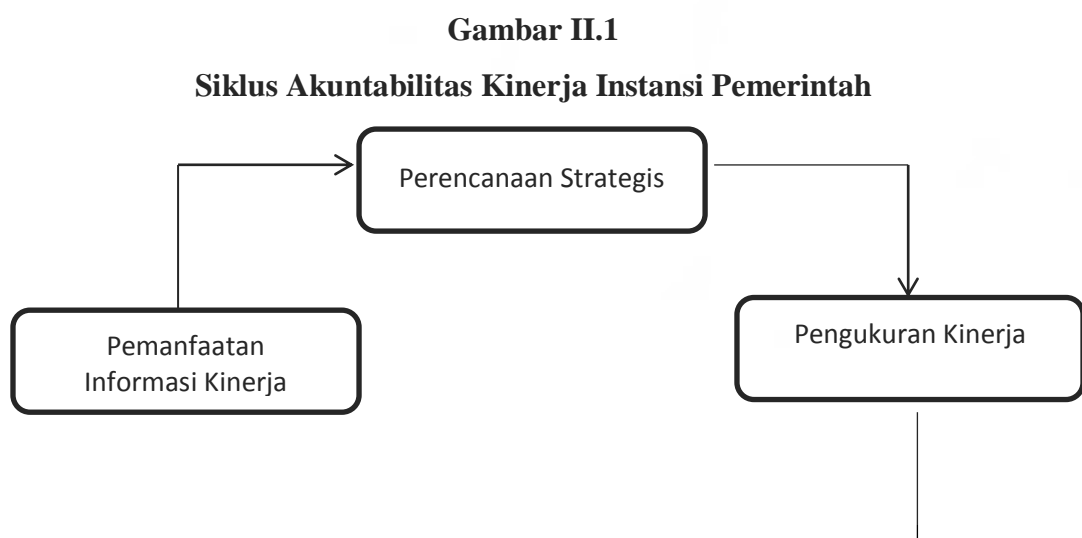 Gambar II.1
Siklus Akuntabilitas Kinerja Instansi Pemerintah
Perencanaan Strategis
Pengukuran Kinerja
Pemanfaatan
Informasi Kinerja